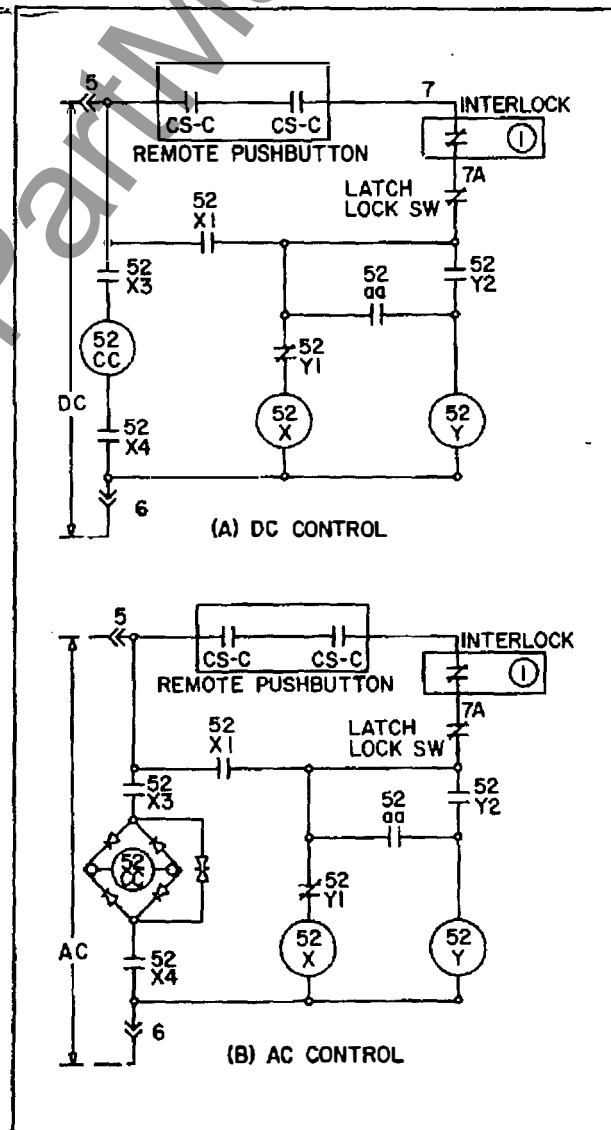 PartM
5
7
INTERLOCK
CS-C CS-C
1
REMOTE PUSHBUTTON
7A
LATCH
LOCK SW
52
X1
52
X3
52
aa
52
Y2
52
CC
52
Y1
DC
52
X
52
Y
52
X4
6
(A) DC CONTROL
5
INTERLOCK
CS-C CS-C
1
REMOTE PUSHBUTTON
7A
LATCH
LOCK SW
52
X1
52
X3
52
aa
52
Y2
52
CC
52
Y1
AC
52
X4
52
X
52
Y
6
(B) AC CONTROL